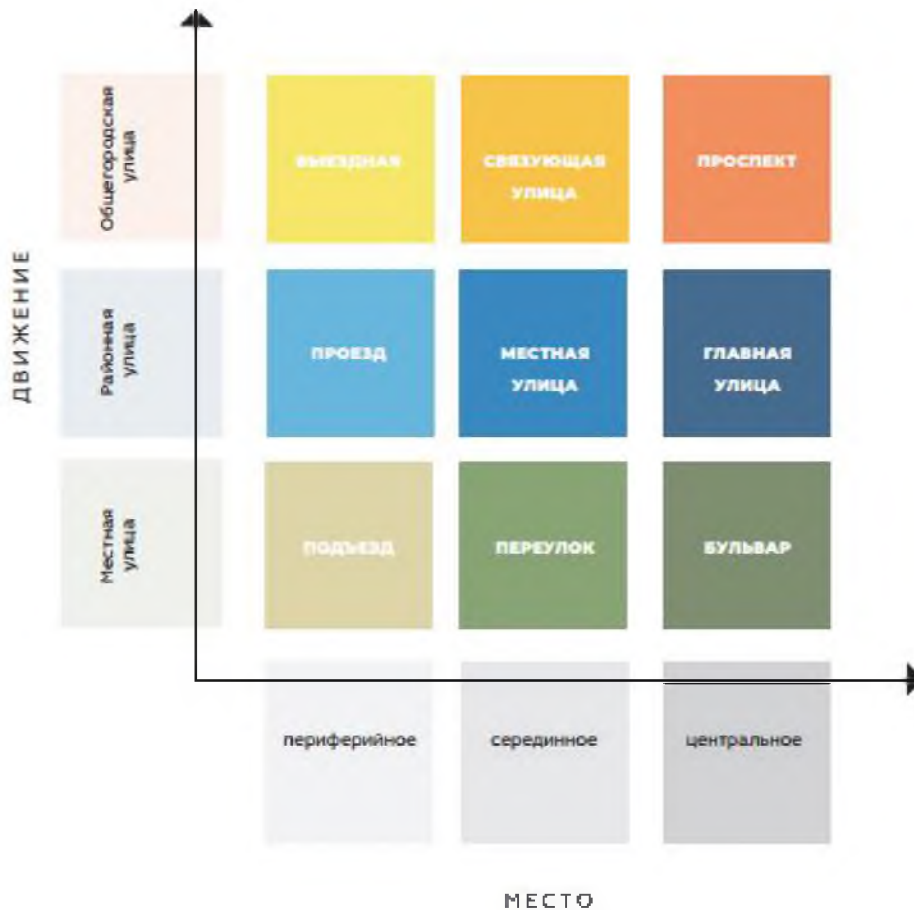 Общегородская
улица
ВЫЕЗДНАЯ
СВЯЗУЮЩАЯ
УЛИЦА
ПРОСПЕКТ
ДВИЖЕНИЕ
Районная
улица
ПРОЕЗД
МЕСТНАЯ
УЛИЦА
ГЛАВНАЯ
УЛИЦА
Местная
улица
ПОДЪЕЗД
ПЕРЕУЛОК
БУЛЬВАР
периферийное
серединное
центральное
МЕСТО